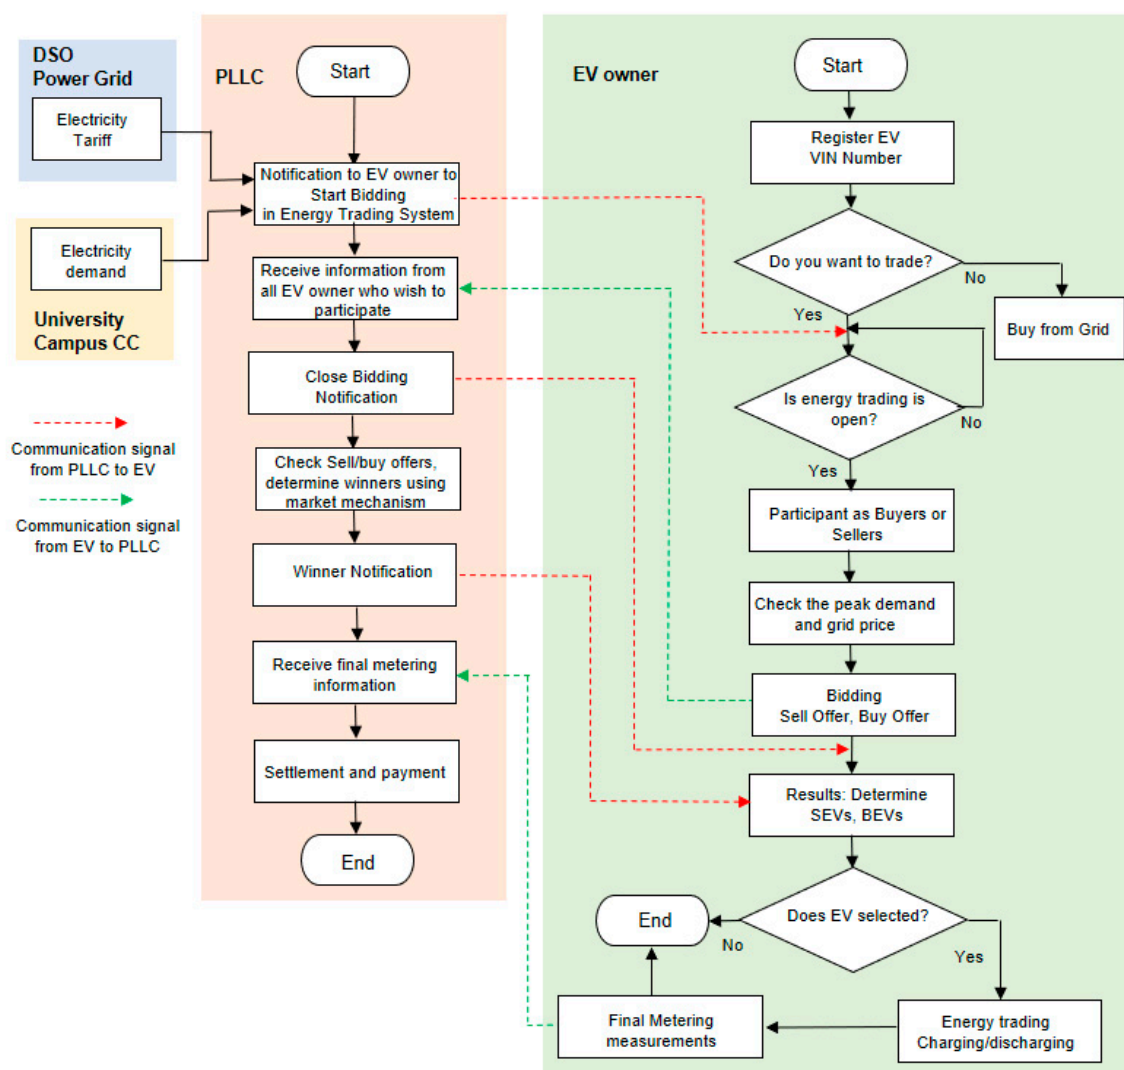 DSO
Power Grid
Electricity
Tariff
Electricity
demand
University
Campus CC
Communication signal
from PLLC to EV
Communication signal
from EV to PLLC
PLLC
Start
Notification to EV owner to
Start Bidding
in Energy Trading System
Receive information from
all EV owner who wish to
participate
Close Bidding
Notification
Check Sell/buy offers,
determine winners using
market mechanism
Winner Notification
Receive final metering
information
Settlement and payment
End
EV owner
Start
Register EV
VIN Number
Do you want to trade?
No
Yes
Buy from Grid
Is energy trading is
open?
No
Yes
Participant as Buyers or
Sellers
Check the peak demand
and grid price
Bidding
Sell Offer, Buy Offer
Results: Determine
SEVs, BEVs
Does EV selected?
No
Yes
End
Final Metering
measurements
Energy trading
Charging/discharging